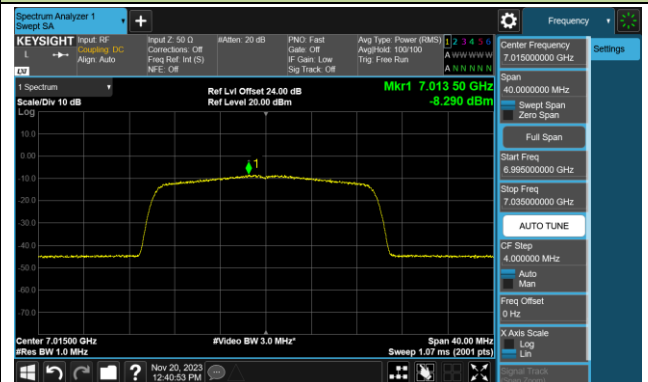 Spectrum Analyzer 1
Swept SA
Frequency
KEYSIGHT
Input: RF
Coupling: DC
Align: Auto
Input Z: 50 Ω
Corrections: Off
Freq Ref: Int (S)
NFE: Off
#Atten: 20 dB
PNO: Fast
Gate: Off
IF Gain: Low
Sig Track: Off
Avg Type: Power (RMS)
Avg|Hold: 100/100
Trig: Free Run
1 2 3 4 5 6
A W W W W W
A N N N N N
L
LXI
1 Spectrum
Scale/Div 10 dB
Log
Ref Lvl Offset 24.00 dB
Ref Level 20.00 dBm
Mkr1 7.013 50 GHz
-8.290 dBm
10.0
0.00
-10.0
-20.0
-30.0
-40.0
-50.0
-60.0
-70.0
1
Center 7.01500 GHz
#Res BW 1.0 MHz
#Video BW 3.0 MHz*
Span 40.00 MHz
Sweep 1.07 ms (2001 pts)
Nov 20, 2023
12:40:53 PM
Center Frequency
7.015000000 GHz
Settings
Span
40.0000000 MHz
Swept Span
Zero Span
Full Span
Start Freq
6.995000000 GHz
Stop Freq
7.035000000 GHz
AUTO TUNE
CF Step
4.000000 MHz
Auto
Man
Freq Offset
0 Hz
X Axis Scale
Log
Lin
Signal Track